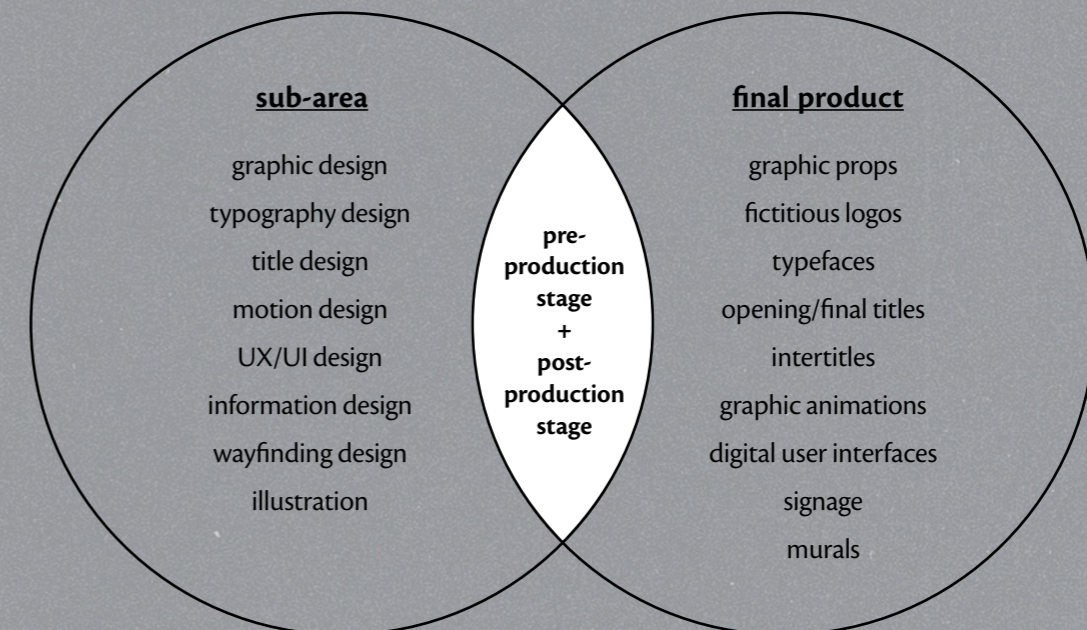 sub-area
graphic design
typography design
title design
motion design
UX/UI design
information design
wayfinding design
illustration
pre-
production
stage
+
post-
production
stage
final product
graphic props
fictitious logos
typefaces
opening/final titles
intertitles
graphic animations
digital user interfaces
signage
murals